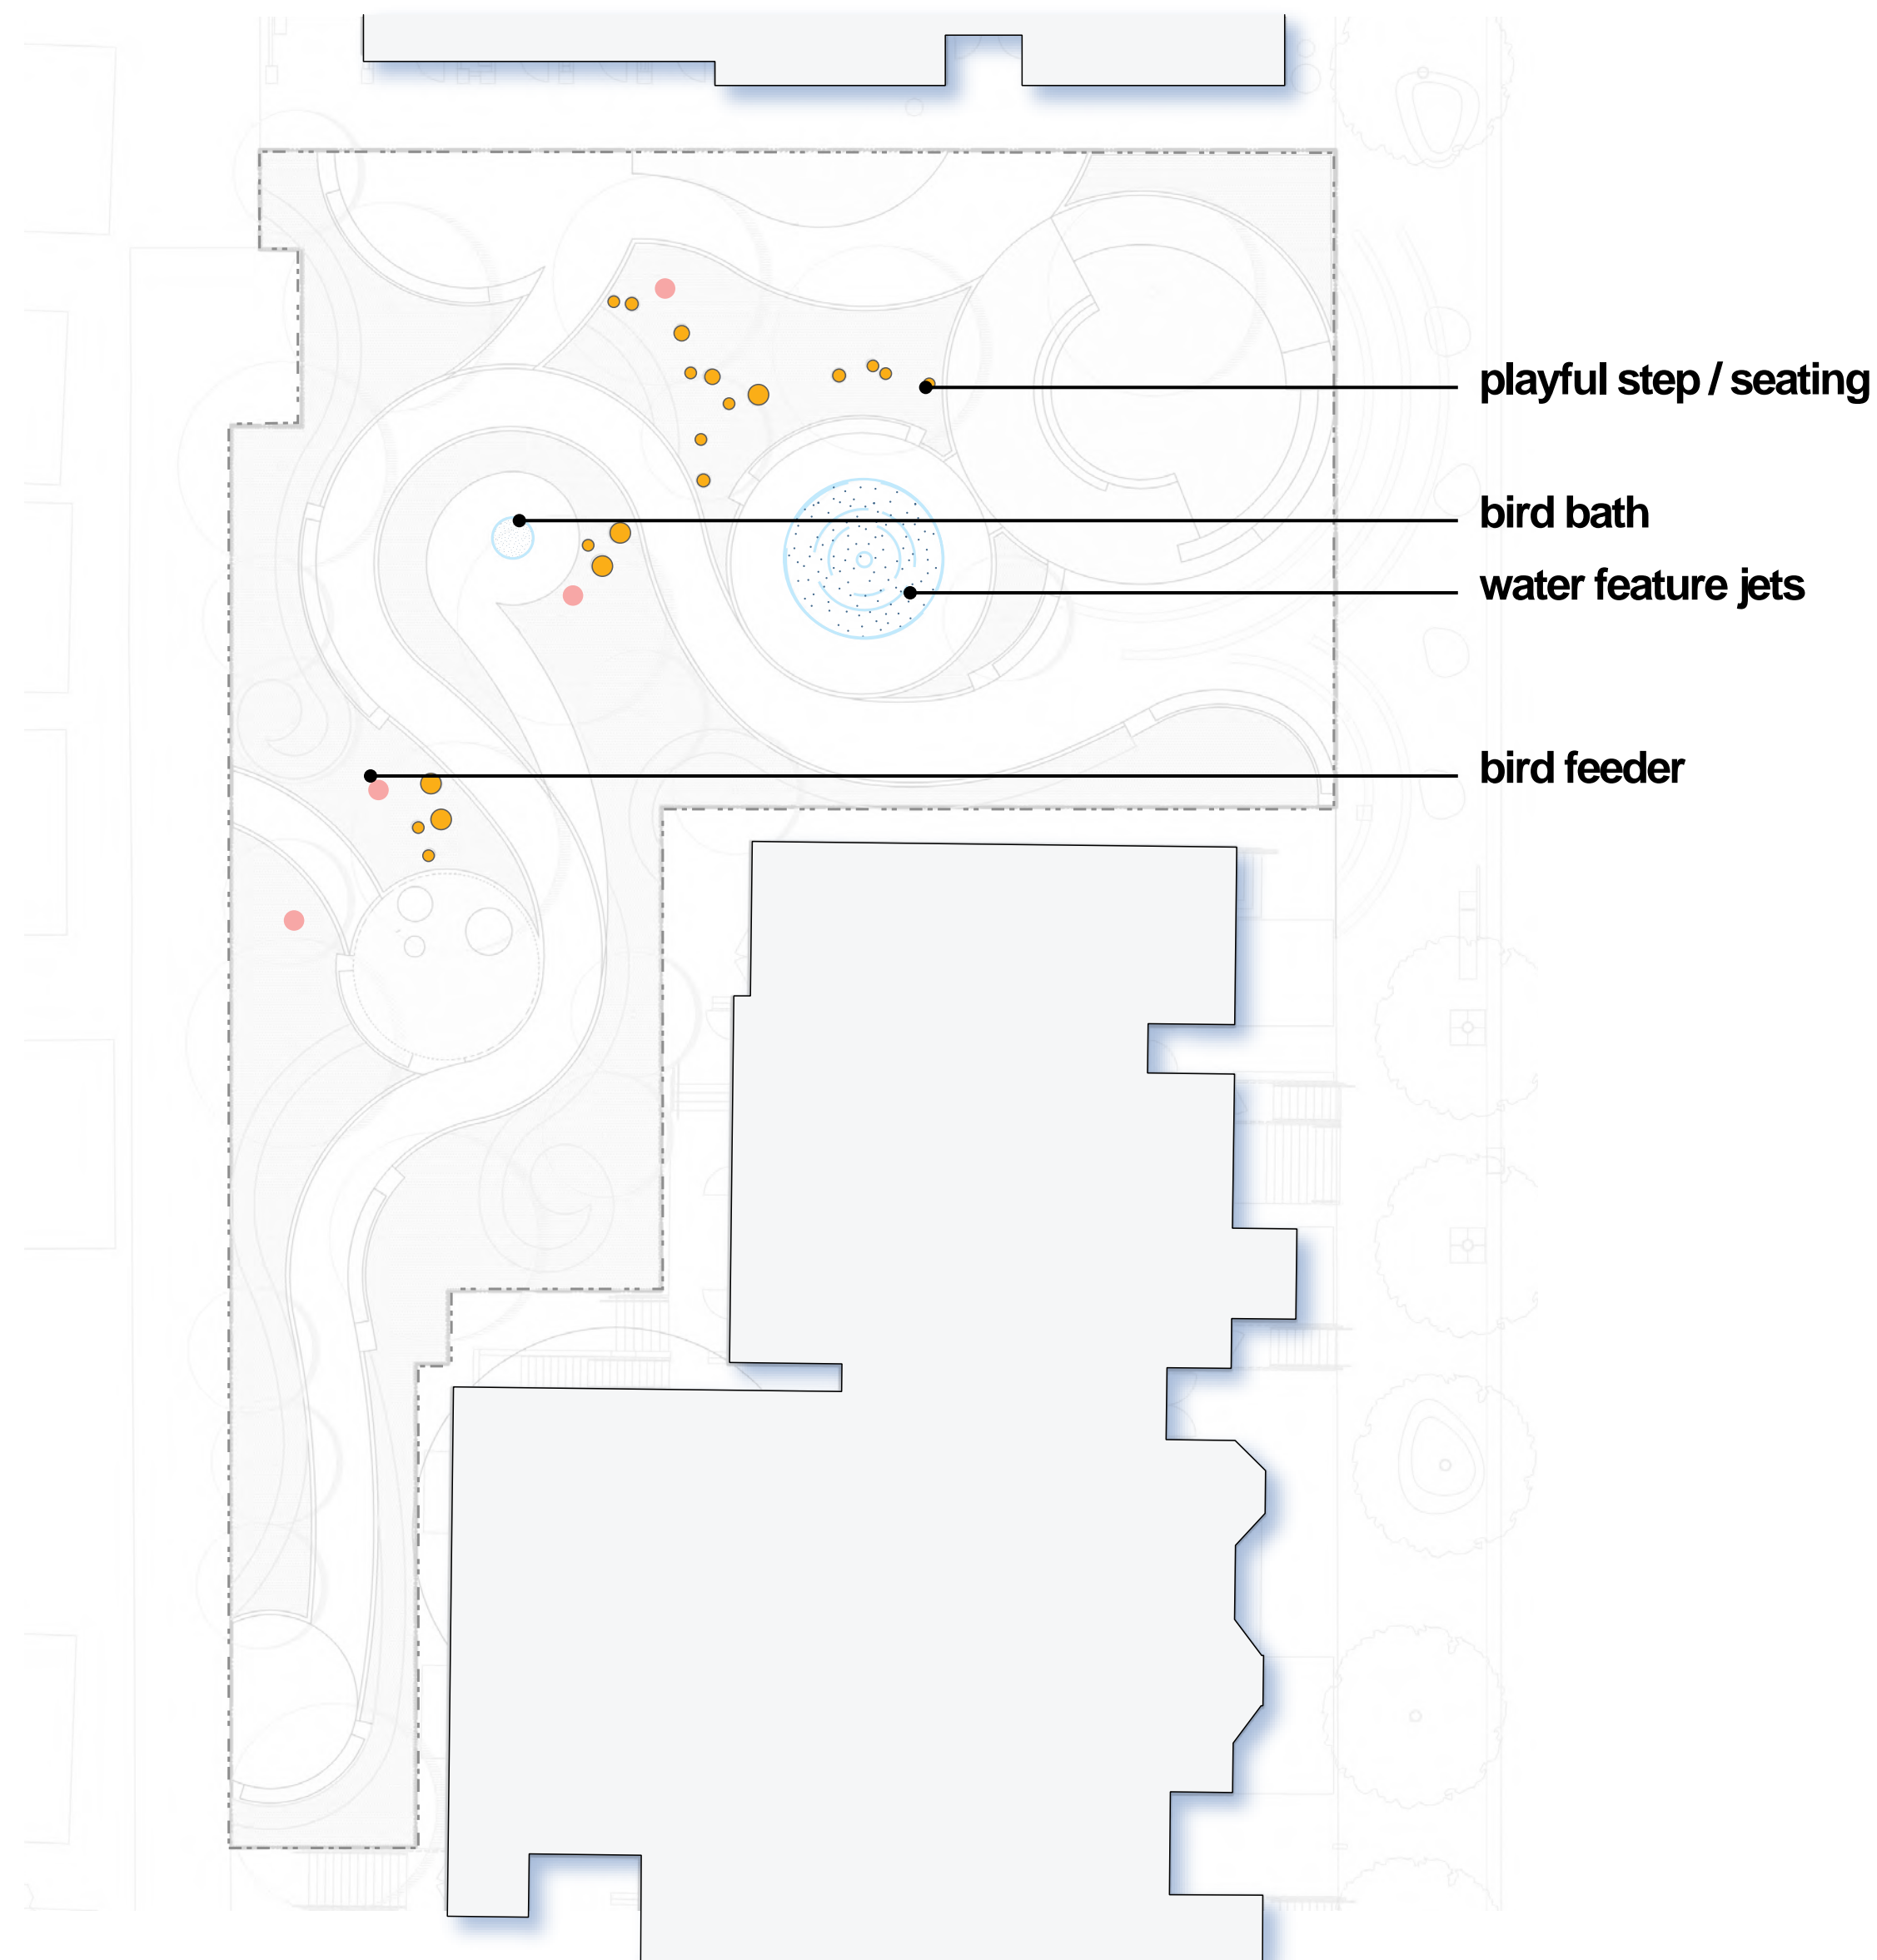 playful step / seating
bird bath
water feature jets
bird feeder